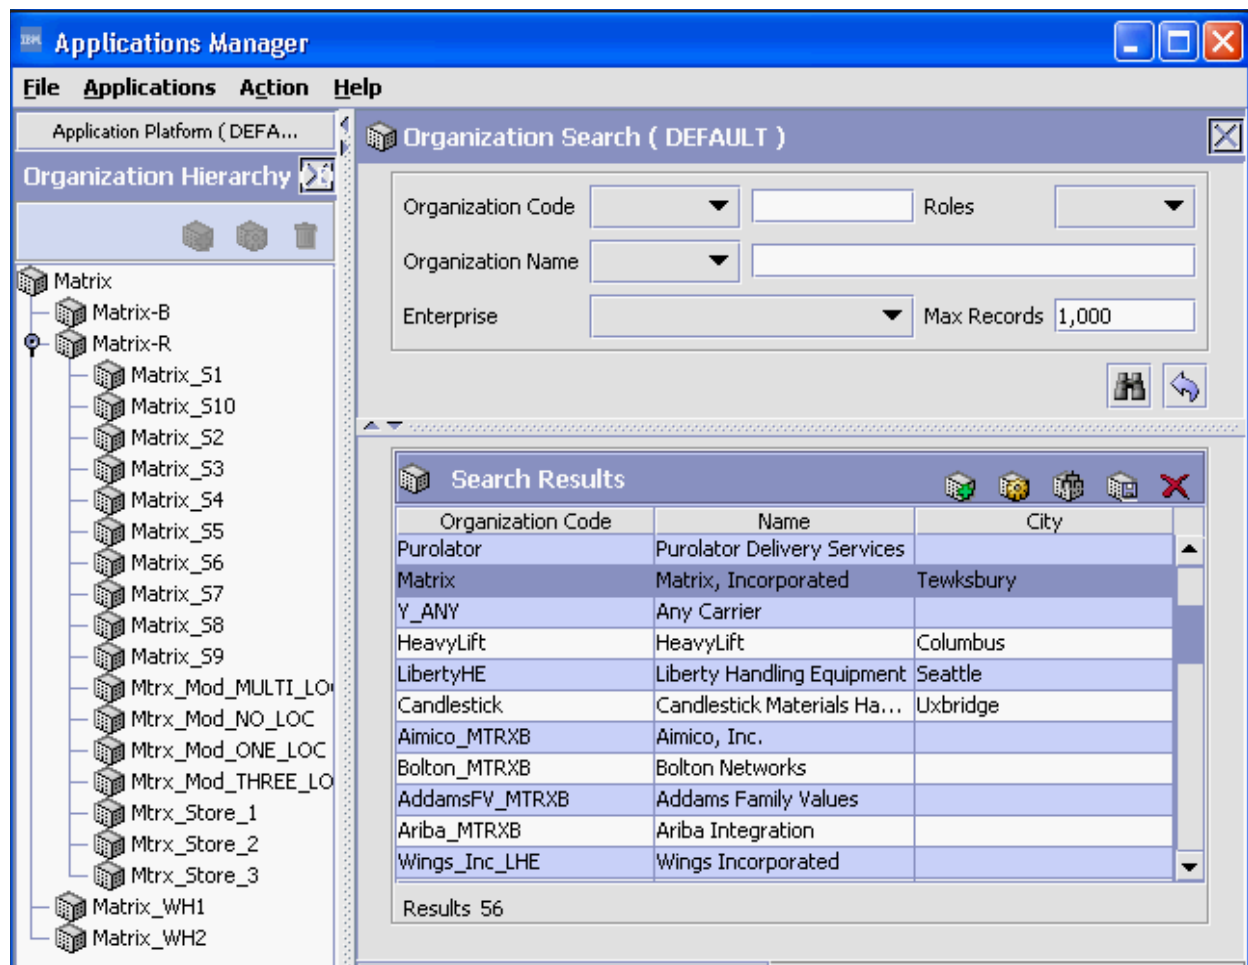 IBM Applications Manager
File Applications Action Help
Application Platform ( DEFA...
Organization Hierarchy
Matrix
Matrix-B
Matrix-R
Matrix_S1
Matrix_S10
Matrix_S2
Matrix_S3
Matrix_S4
Matrix_S5
Matrix_S6
Matrix_S7
Matrix_S8
Matrix_S9
Mtrx_Mod_MULTI_LO
Mtrx_Mod_NO_LOC
Mtrx_Mod_ONE_LOC
Mtrx_Mod_THREE_LO
Mtrx_Store_1
Mtrx_Store_2
Mtrx_Store_3
Matrix_WH1
Matrix_WH2
Organization Search ( DEFAULT )
Organization Code Roles
Organization Name
Enterprise Max Records 1,000
Search Results
Organization Code Name City
Purolator Purolator Delivery Services
Matrix Matrix, Incorporated Tewksbury
Y_ANY Any Carrier
HeavyLift HeavyLift Columbus
LibertyHE Liberty Handling Equipment Seattle
Candlestick Candlestick Materials Ha... Uxbridge
Aimico_MTRXB Aimico, Inc.
Bolton_MTRXB Bolton Networks
AddamsFV_MTRXB Addams Family Values
Ariba_MTRXB Ariba Integration
Wings_Inc_LHE Wings Incorporated
Results 56